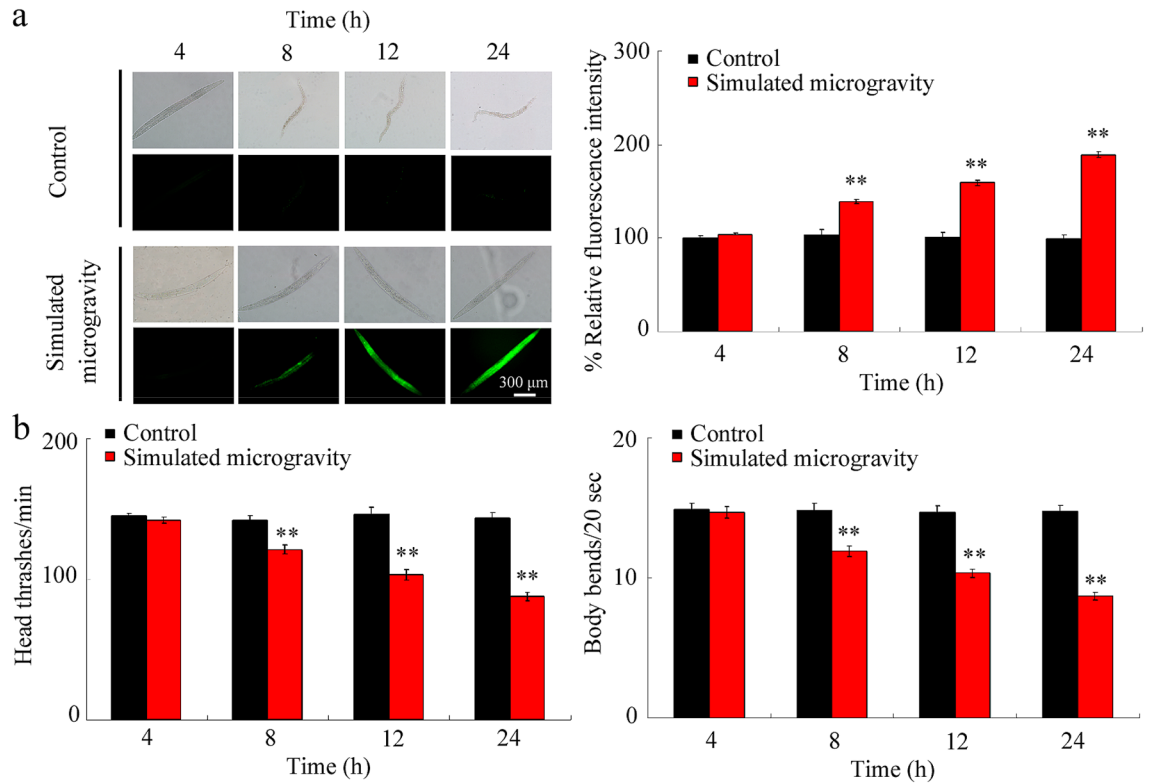 a
Time (h)
4 8 12 24
Control
Simulated
microgravity
300 μm
% Relative fluorescence intensity
300
200
100
0
Control
Simulated microgravity
**
**
**
4 8 12 24
Time (h)
b
Head thrashes/min
200
100
0
Control
Simulated microgravity
**
**
**
4 8 12 24
Time (h)
Body bends/20 sec
20
10
0
Control
Simulated microgravity
**
**
**
4 8 12 24
Time (h)